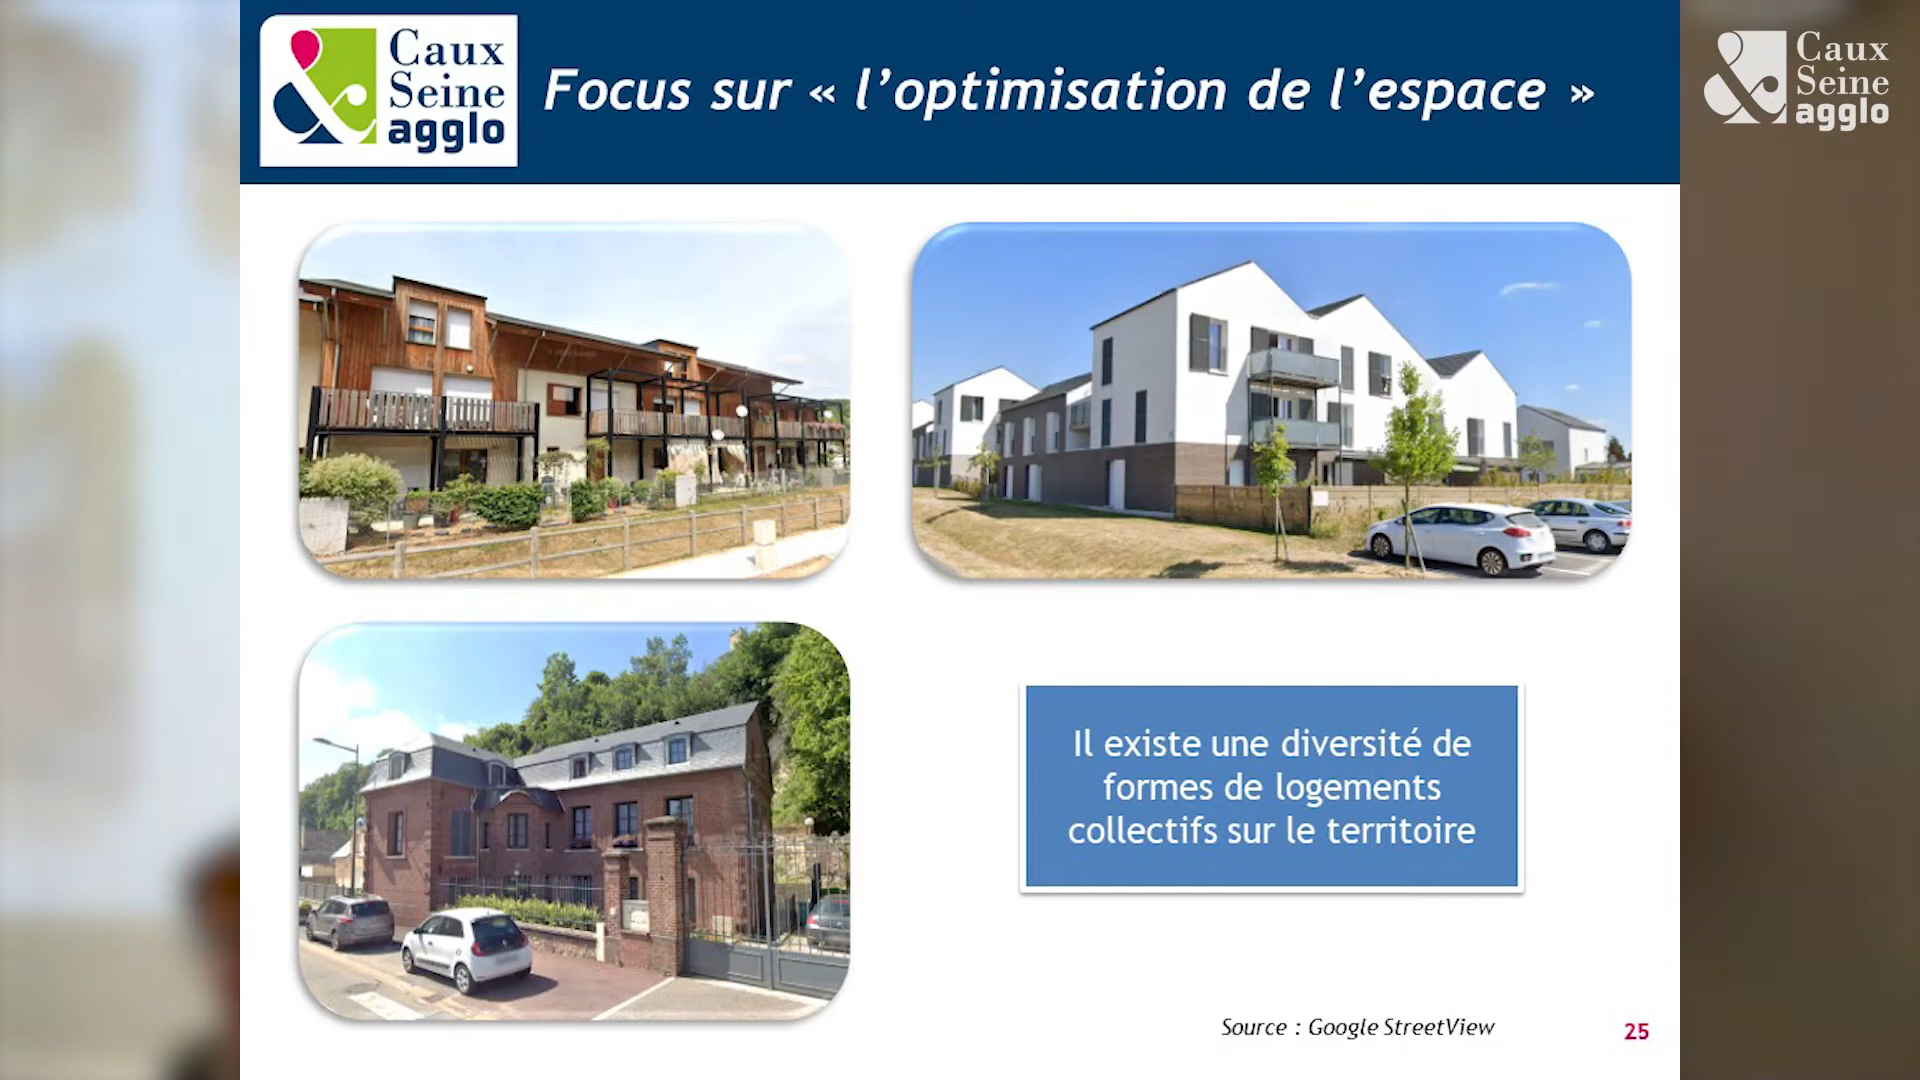 Caux
Seine
agglo
Focus sur « l’optimisation de l’espace »
Caux
Seine
agglo
Il existe une diversité de
formes de logements
collectifs sur le territoire
Source : Google StreetView
25